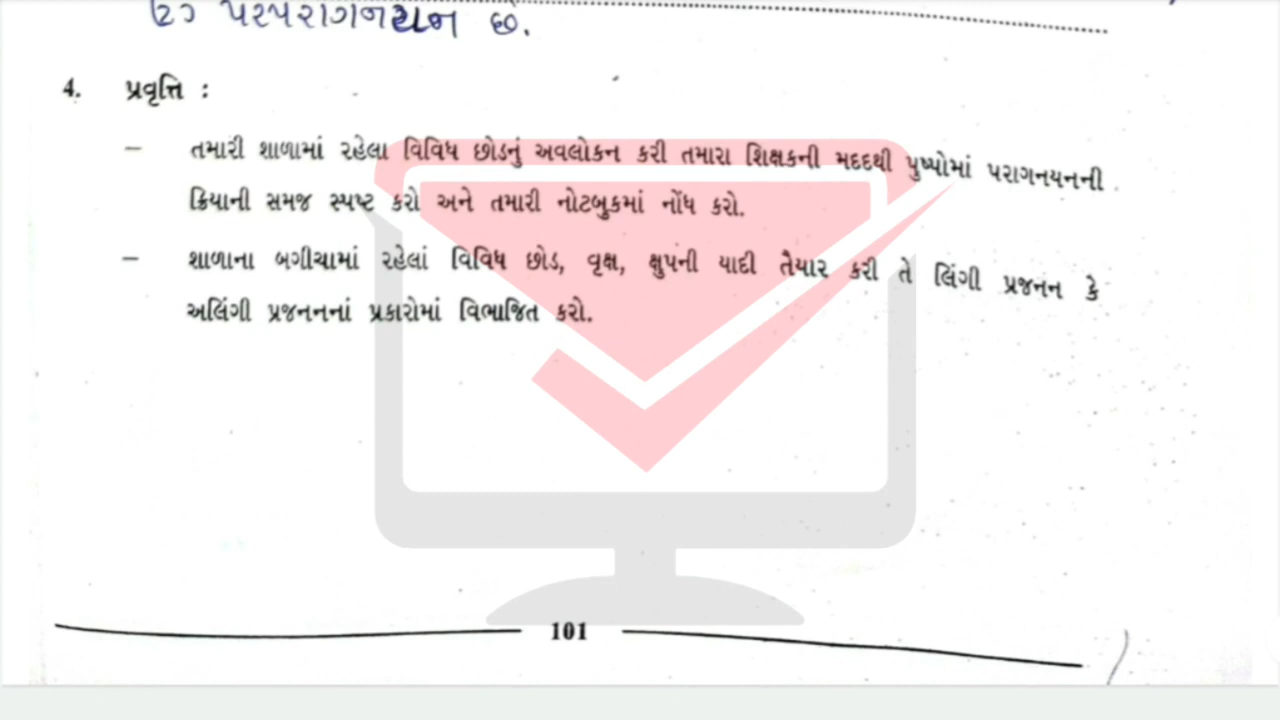 (2) પરપરાગનયન છે.
4. પ્રવૃત્તિ :
– તમારી શાળામાં રહેલા વિવિધ છોડનું અવલોકન કરી તમારા શિક્ષકની મદદથી પુષ્પોમાં પરાગનયનની
ક્રિયાની સમજ સ્પષ્ટ કરો અને તમારી નોટબુકમાં નોંધ કરો.
– શાળાના બગીચામાં રહેલાં વિવિધ છોડ, વૃક્ષ, ક્ષુપની યાદી તૈયાર કરી તે લિંગી પ્રજનન કે
અલિંગી પ્રજનનનાં પ્રકારોમાં વિભાજિત કરો.
101